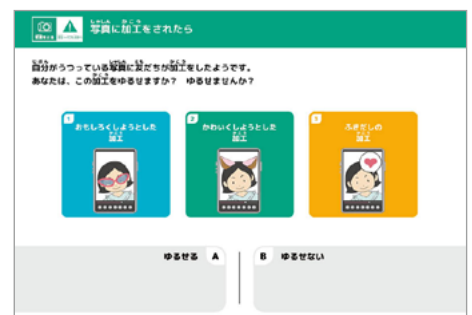 写真に加工をされたら
自分がうつっている写真に友だちが加工をしたようです。
あなたは、この加工をゆるせますか？　ゆるせませんか？
1
おもしろくしようとした
加工
2
かわいくしようとした
加工
3
ふきだしの
加工
ゆるせる A
B ゆるせない